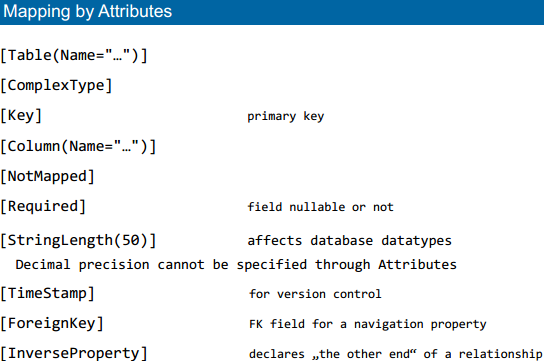 Mapping by Attributes
[Table(Name="…")]
[ComplexType]
[Key] primary key
[Column(Name="…")]
[NotMapped]
[Required] field nullable or not
[StringLength(50)] affects database datatypes
Decimal precision cannot be specified through Attributes
[TimeStamp] for version control
[ForeignKey] FK field for a navigation property
[InverseProperty] declares „the other end“ of a relationship